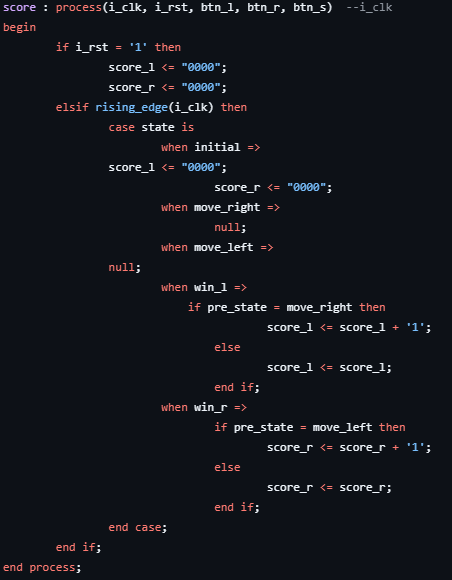 score : process(i_clk, i_rst, btn_l, btn_r, btn_s)  --i_clk
begin
        if i_rst = '1' then
                score_l <= "0000";
                score_r <= "0000";
        elsif rising_edge(i_clk) then
                case state is
                        when initial =>
                score_l <= "0000";
                                score_r <= "0000";
                        when move_right =>
                                null;
                        when move_left =>
                null;
                        when win_l =>
                            if pre_state = move_right then
                                        score_l <= score_l + '1';
                                else
                                        score_l <= score_l;
                                end if;
                        when win_r =>
                                if pre_state = move_left then
                                        score_r <= score_r + '1';
                                else
                                        score_r <= score_r;
                                end if;
                end case;
        end if;
end process;